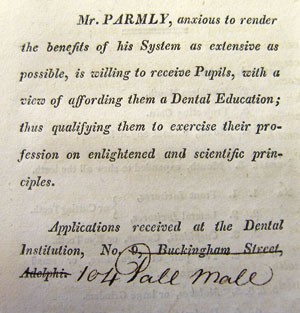 Mr. PARMLY, anxious to render
the benefits of his System as extensive as
possible, is willing to receive Pupils, with a
view of affording them a Dental Education;
thus qualifying them to exercise their pro-
fession on enlightened and scientific prin-
ciples.
Applications received at the Dental
Institution, No. 9, Buckingham Street,
Adelphi. 104 Pall Mall